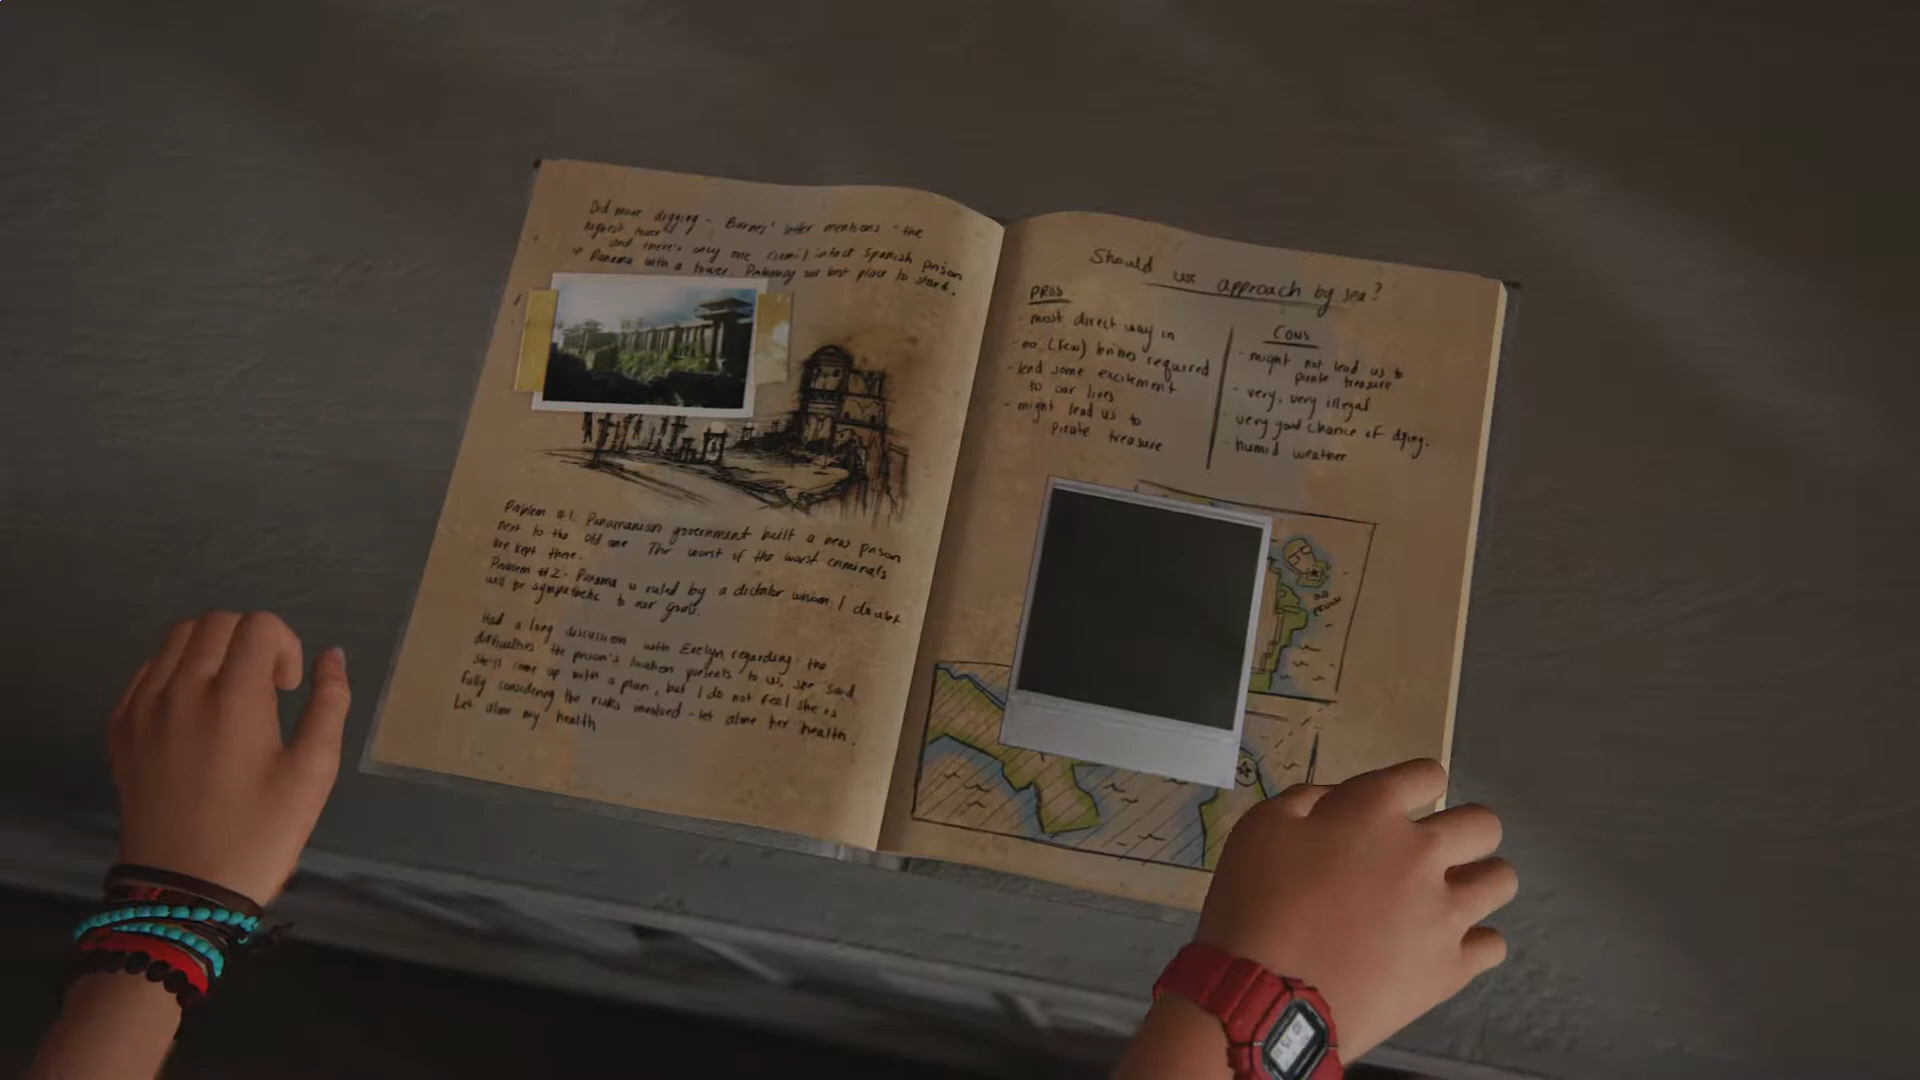 Did more digging - Burnes' letter mentions "the
highest tower"
and there's only one (semi) intact Spanish prison
in Panama with a tower. Probably our best place to start.
Problem #1: Panamanian government built a new prison
next to the old one The worst of the worst criminals
are kept there.
Problem #2 - Panama is ruled by a dictator whom I doubt
will be sympathetic to our goals.
Had a long discussion with Evelyn regarding the
difficulties the prison's location presents to us, she said
she'll come up with a plan, but I do not feel she is
fully considering the risks involved - let alone her health.
Let alone my health
Should we approach by sea?
PROS
- most direct way in
- no (few) bribes required
- lend some excitement
to our lives
- might lead us to
pirate treasure
CONS
- might not lead us to
pirate treasure
- very, very illegal
- very good chance of dying.
- humid weather
prison